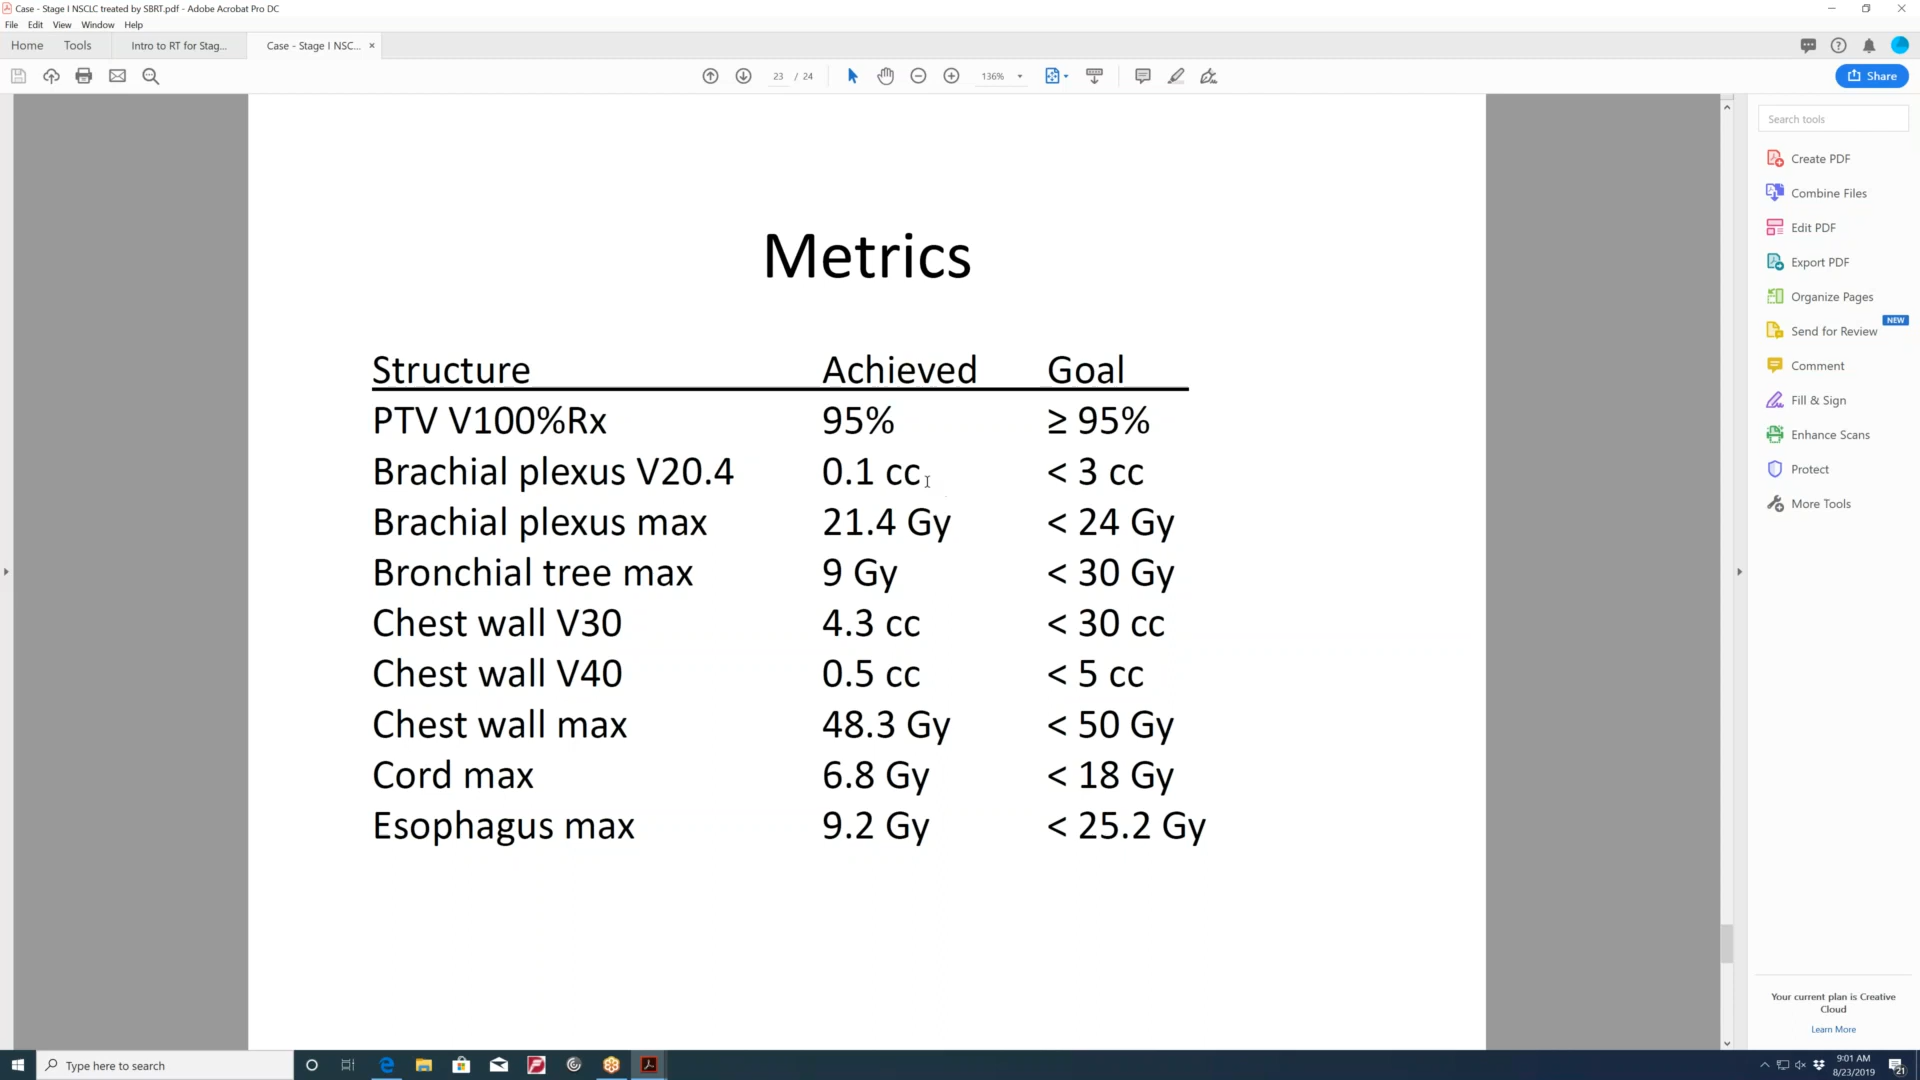 Case - Stage I NSCLC treated by SBRT.pdf - Adobe Acrobat Pro DC
File Edit View Window Help
Home Tools Intro to RT for Stag... Case - Stage I NSC... ×
23 / 24 136% Share
Metrics
Structure Achieved Goal
PTV V100%Rx 95% ≥ 95%
Brachial plexus V20.4 0.1 cc < 3 cc
Brachial plexus max 21.4 Gy < 24 Gy
Bronchial tree max 9 Gy < 30 Gy
Chest wall V30 4.3 cc < 30 cc
Chest wall V40 0.5 cc < 5 cc
Chest wall max 48.3 Gy < 50 Gy
Cord max 6.8 Gy < 18 Gy
Esophagus max 9.2 Gy < 25.2 Gy
Search tools
Create PDF
Combine Files
Edit PDF
Export PDF
Organize Pages
NEW
Send for Review
Comment
Fill & Sign
Enhance Scans
Protect
More Tools
Your current plan is Creative
Cloud
Learn More
Type here to search
9:01 AM
8/23/2019
21